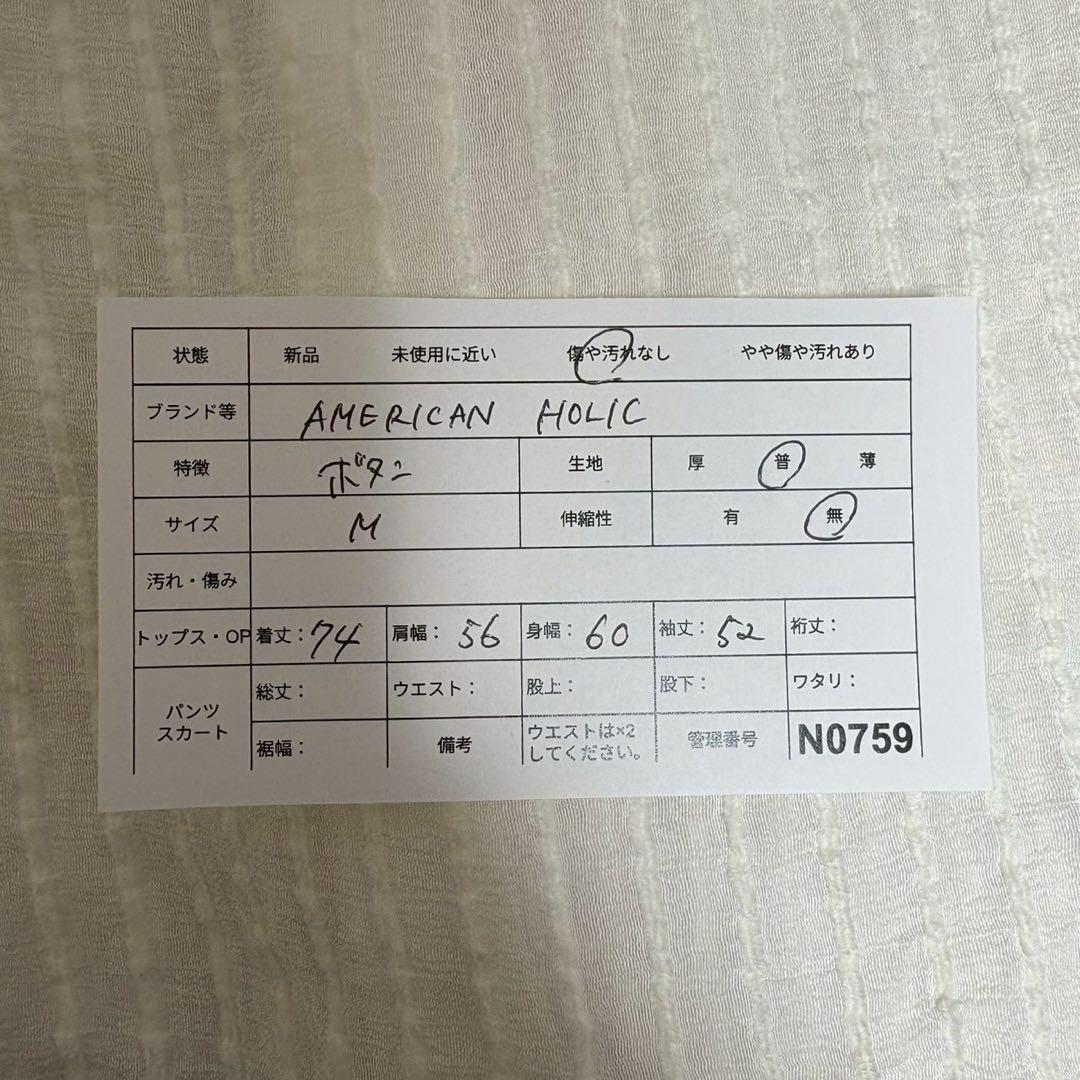 状態 新品 未使用に近い 傷や汚れなし やや傷や汚れあり
ブランド等 AMERICAN HOLIC
特徴 ボタン 生地 厚 普 薄
サイズ M 伸縮性 有 無
汚れ・傷み
トップス・OP 着丈：74 肩幅：56 身幅：60 袖丈：52 裄丈：
パンツ スカート 総丈： ウエスト： 股上： 股下： ワタリ：
裾幅： 備考 ウエストは×2 してください。 管理番号 N0759